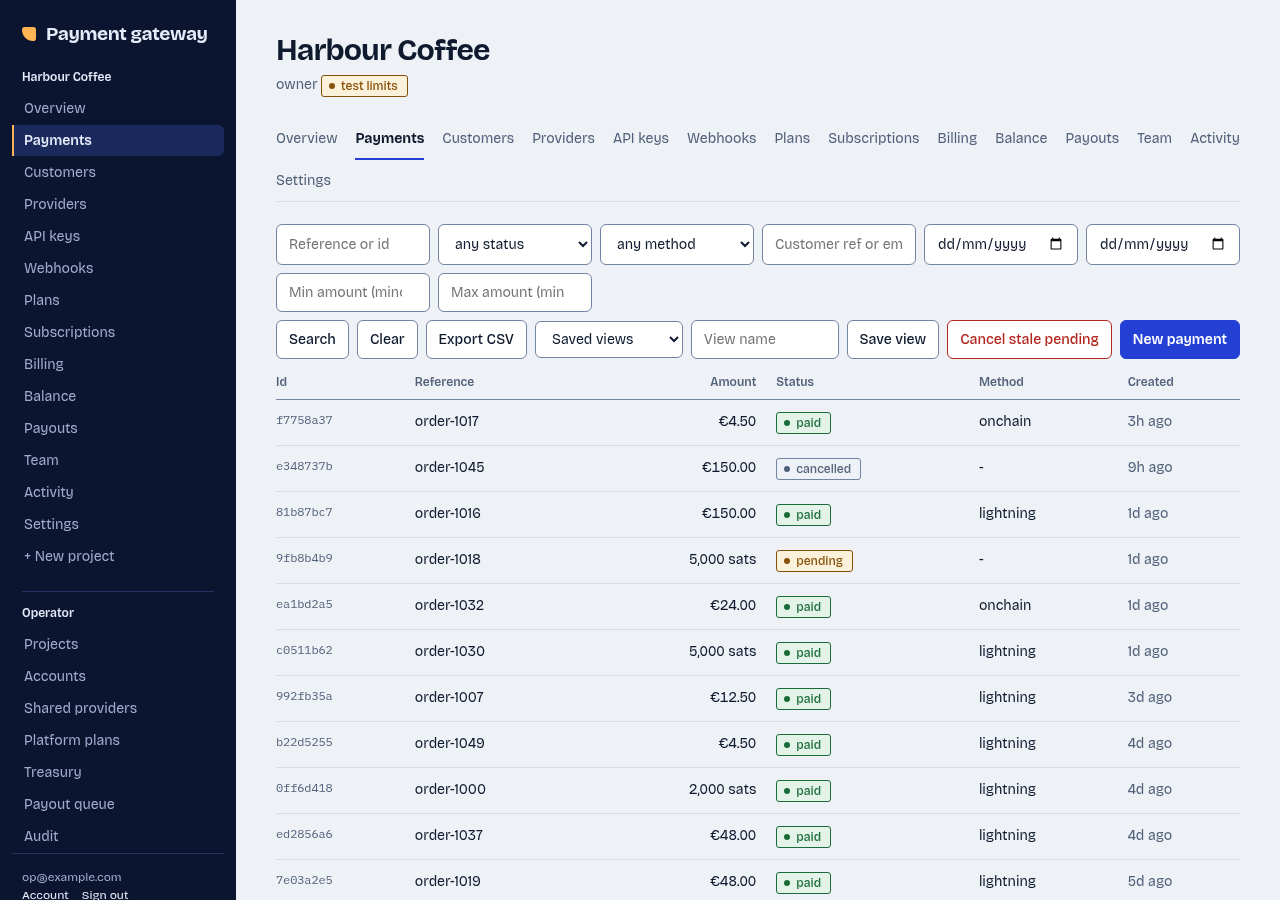 Payment gateway
Harbour Coffee
Overview
Payments
Customers
Providers
API keys
Webhooks
Plans
Subscriptions
Billing
Balance
Payouts
Team
Activity
Settings
+ New project
Operator
Projects
Accounts
Shared providers
Platform plans
Treasury
Payout queue
Audit
op@example.com
Account Sign out
Harbour Coffee
owner test limits
Overview Payments Customers Providers API keys Webhooks Plans Subscriptions Billing Balance Payouts Team Activity
Settings
Reference or id any status any method Customer ref or em dd/mm/yyyy dd/mm/yyyy
Min amount (minc Max amount (min
Search Clear Export CSV Saved views View name Save view Cancel stale pending New payment
Id Reference Amount Status Method Created
f7758a37 order-1017 €4.50 paid onchain 3h ago
e348737b order-1045 €150.00 cancelled - 9h ago
81b87bc7 order-1016 €150.00 paid lightning 1d ago
9fb8b4b9 order-1018 5,000 sats pending - 1d ago
ea1bd2a5 order-1032 €24.00 paid onchain 1d ago
c0511b62 order-1030 5,000 sats paid lightning 1d ago
992fb35a order-1007 €12.50 paid lightning 3d ago
b22d5255 order-1049 €4.50 paid lightning 4d ago
0ff6d418 order-1000 2,000 sats paid lightning 4d ago
ed2856a6 order-1037 €48.00 paid lightning 4d ago
7e03a2e5 order-1019 €48.00 paid lightning 5d ago